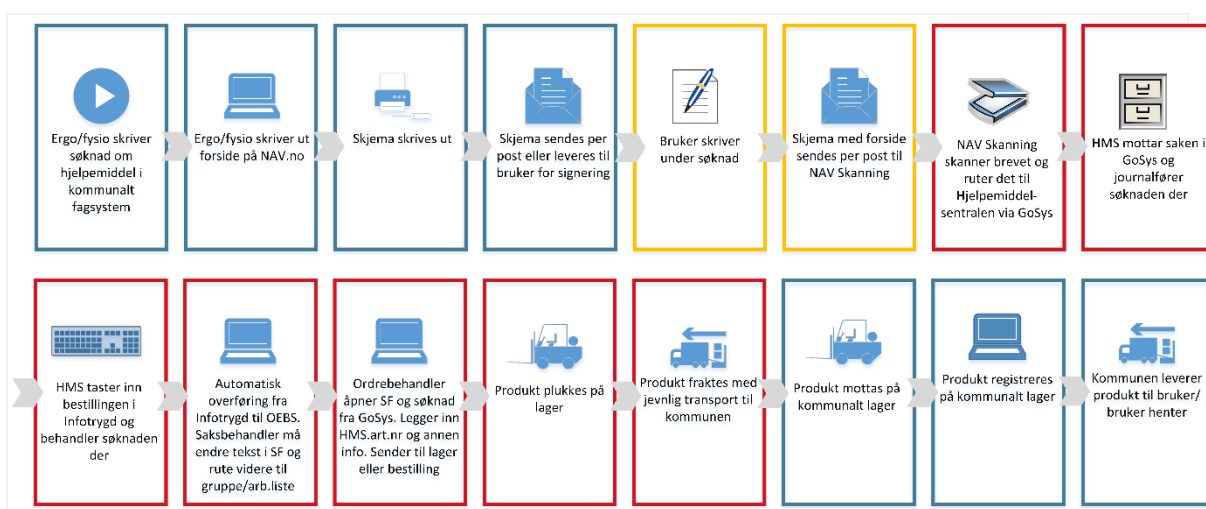 Ergo/fysio skriver
søknad om
hjelpemiddel i
kommunalt
fagsystem
Ergo/fysio skriver ut
forside på NAV.no
Skjema skrives ut
Skjema sendes per
post eller leveres til
bruker for signering
Bruker skriver
under søknad
Skjema med forside
sendes per post til
NAV Skanning
NAV Skanning
skanner brevet og
ruter det til
Hjelpemiddel-
sentralen via GoSys
HMS mottar saken i
GoSys og
journalfører
søknaden der
HMS taster inn
bestillingen i
Infotrygd og
behandler søknaden
der
Automatisk
overføring fra
Infotrygd til OEBS.
Saksbehandler må
endre tekst i SF og
rute videre til
gruppe/arb.liste
Ordrebehandler
åpner SF og søknad
fra GoSys. Legger inn
HMS.art.nr og annen
info. Sender til lager
eller bestilling
Produkt plukkes på
lager
Produkt fraktes med
jevnlig transport til
kommunen
Produkt mottas på
kommunalt lager
Produkt registreres
på kommunalt lager
Kommunen leverer
produkt til bruker/
bruker henter